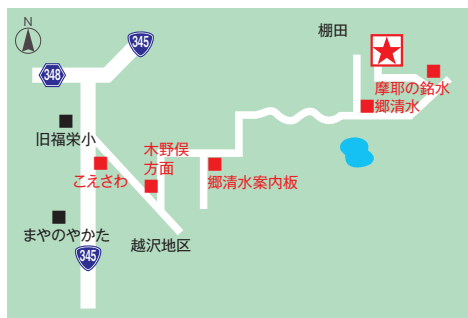 N
345
棚田
348
摩耶の銘水
郷清水
旧福栄小
木野俣
方面
こえさわ
郷清水案内板
まやのやかた
越沢地区
345